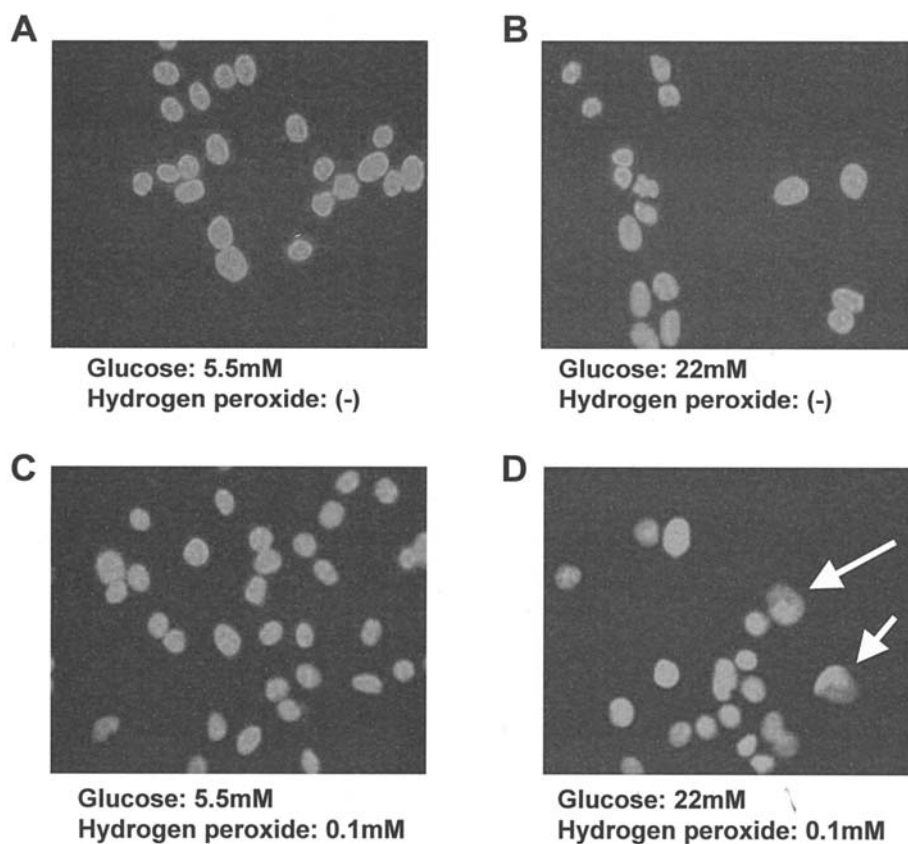 A
B
Glucose: 5.5mM
Hydrogen peroxide: (-)
Glucose: 22mM
Hydrogen peroxide: (-)
C
D
Glucose: 5.5mM
Hydrogen peroxide: 0.1mM
Glucose: 22mM
Hydrogen peroxide: 0.1mM